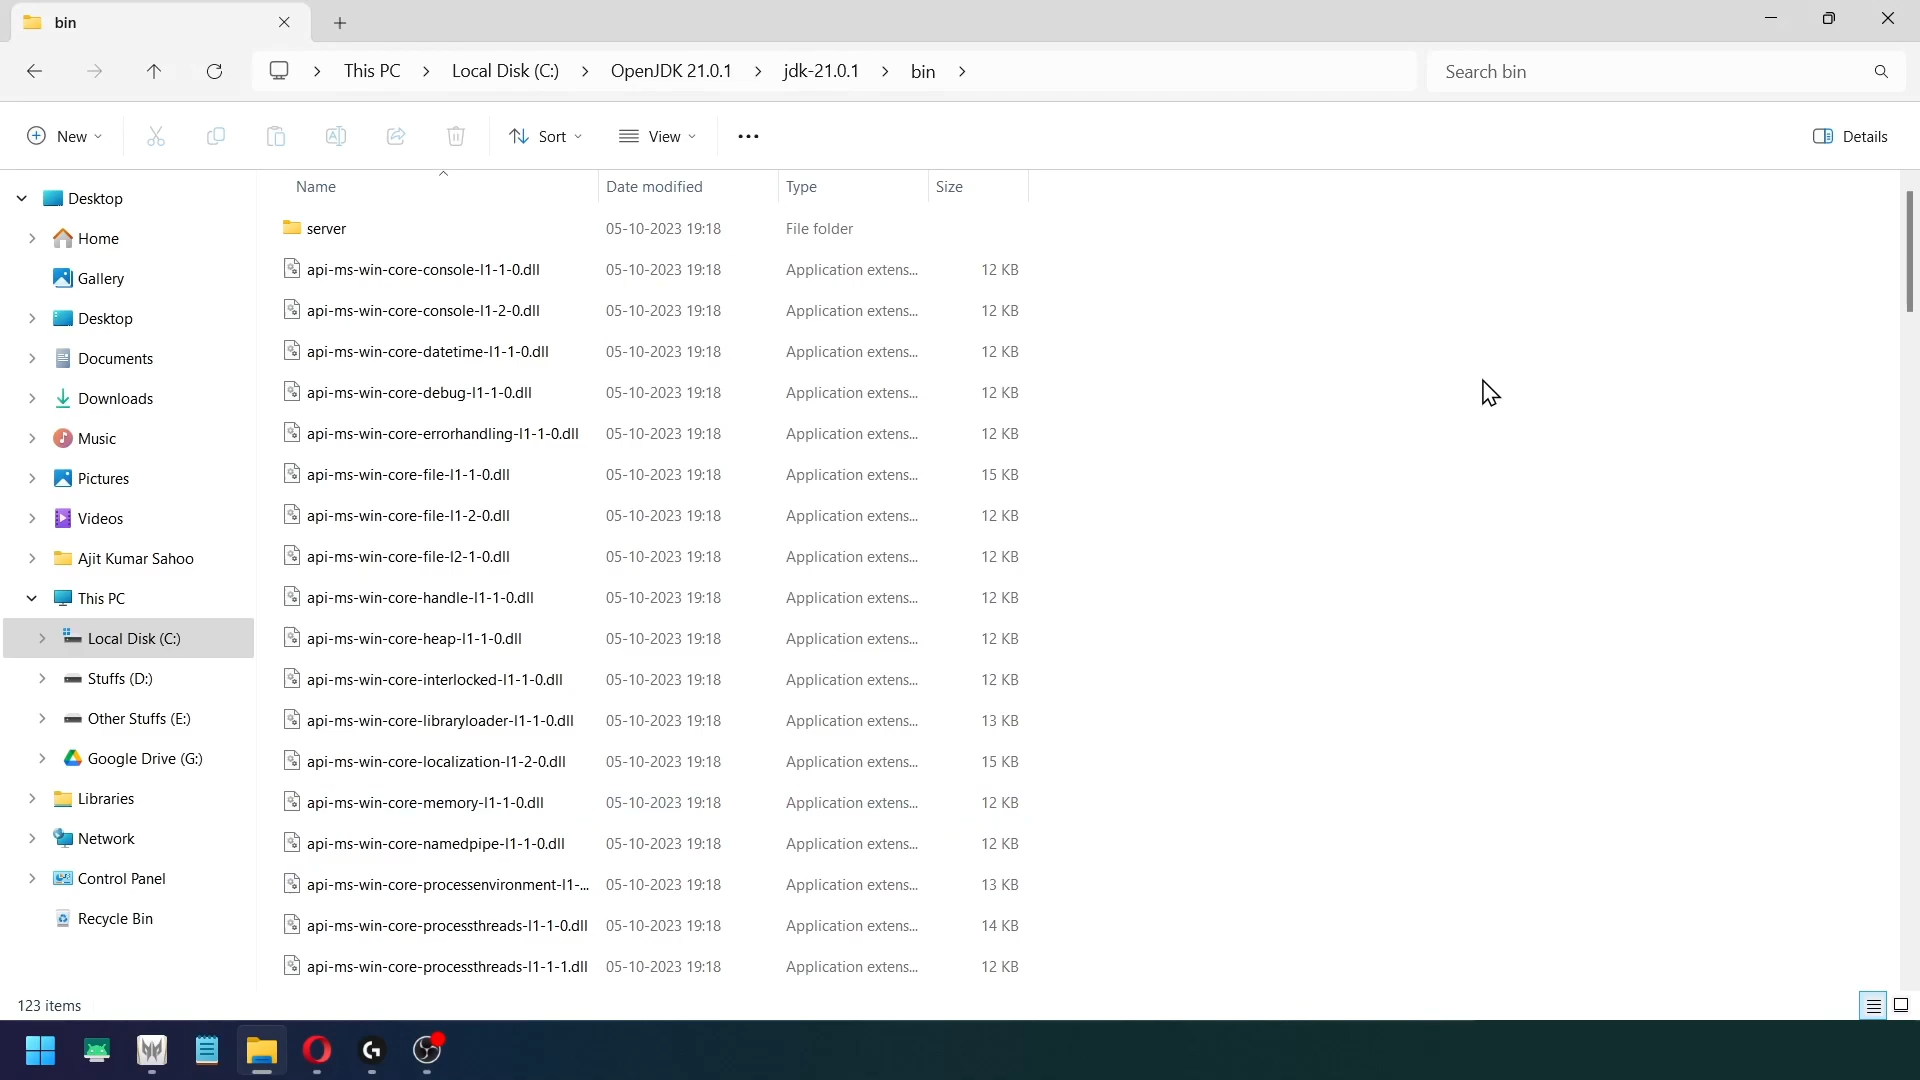 bin
This PC > Local Disk (C:) > OpenJDK 21.0.1 > jdk-21.0.1 > bin >
Search bin
New
Sort
View
Details
Name Date modified Type Size
Desktop
Home
Gallery
Desktop
Documents
Downloads
Music
Pictures
Videos
Ajit Kumar Sahoo
This PC
Local Disk (C:)
Stuffs (D:)
Other Stuffs (E:)
Google Drive (G:)
Libraries
Network
Control Panel
Recycle Bin
server 05-10-2023 19:18 File folder
api-ms-win-core-console-l1-1-0.dll 05-10-2023 19:18 Application extens... 12 KB
api-ms-win-core-console-l1-2-0.dll 05-10-2023 19:18 Application extens... 12 KB
api-ms-win-core-datetime-l1-1-0.dll 05-10-2023 19:18 Application extens... 12 KB
api-ms-win-core-debug-l1-1-0.dll 05-10-2023 19:18 Application extens... 12 KB
api-ms-win-core-errorhandling-l1-1-0.dll 05-10-2023 19:18 Application extens... 12 KB
api-ms-win-core-file-l1-1-0.dll 05-10-2023 19:18 Application extens... 15 KB
api-ms-win-core-file-l1-2-0.dll 05-10-2023 19:18 Application extens... 12 KB
api-ms-win-core-file-l2-1-0.dll 05-10-2023 19:18 Application extens... 12 KB
api-ms-win-core-handle-l1-1-0.dll 05-10-2023 19:18 Application extens... 12 KB
api-ms-win-core-heap-l1-1-0.dll 05-10-2023 19:18 Application extens... 12 KB
api-ms-win-core-interlocked-l1-1-0.dll 05-10-2023 19:18 Application extens... 12 KB
api-ms-win-core-libraryloader-l1-1-0.dll 05-10-2023 19:18 Application extens... 13 KB
api-ms-win-core-localization-l1-2-0.dll 05-10-2023 19:18 Application extens... 15 KB
api-ms-win-core-memory-l1-1-0.dll 05-10-2023 19:18 Application extens... 12 KB
api-ms-win-core-namedpipe-l1-1-0.dll 05-10-2023 19:18 Application extens... 12 KB
api-ms-win-core-processenvironment-l1-... 05-10-2023 19:18 Application extens... 13 KB
api-ms-win-core-processthreads-l1-1-0.dll 05-10-2023 19:18 Application extens... 14 KB
api-ms-win-core-processthreads-l1-1-1.dll 05-10-2023 19:18 Application extens... 12 KB
123 items